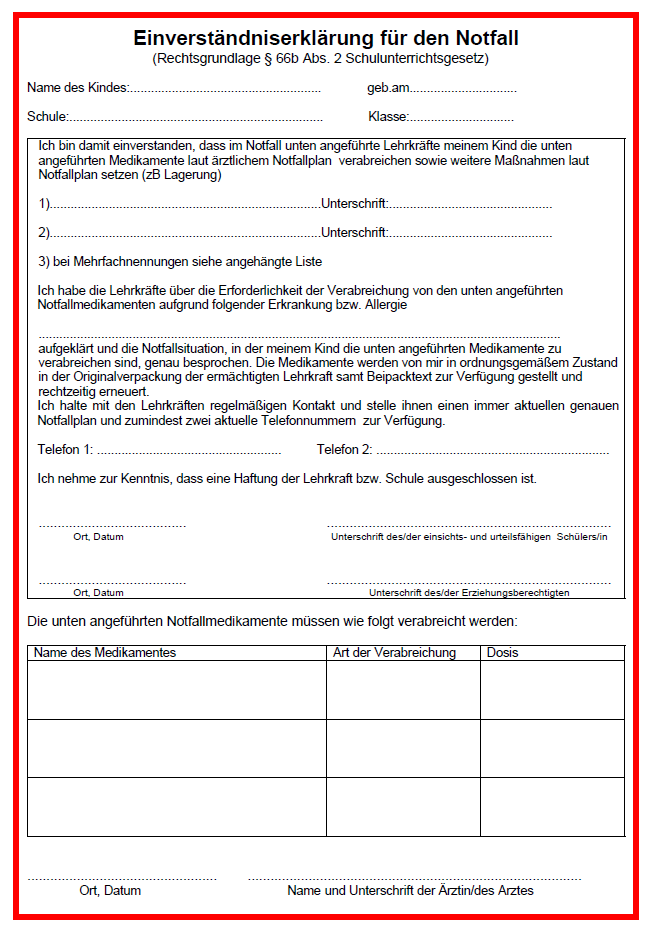 Einverständniserklärung für den Notfall
(Rechtsgrundlage § 66b Abs. 2 Schulunterrichtsgesetz)
Name des Kindes:....................................................... geb.am...............................
Schule:......................................................................... Klasse:..............................
Ich bin damit einverstanden, dass im Notfall unten angeführte Lehrkräfte meinem Kind die unten
angeführten Medikamente laut ärztlichem Notfallplan verabreichen sowie weitere Maßnahmen laut
Notfallplan setzen (zB Lagerung)
1)..............................................................................Unterschrift:...............................................
2)..............................................................................Unterschrift:...............................................
3) bei Mehrfachnennungen siehe angehängte Liste
Ich habe die Lehrkräfte über die Erforderlichkeit der Verabreichung von den unten angeführten
Notfallmedikamenten aufgrund folgender Erkrankung bzw. Allergie
......................................................................................................................................................
aufgeklärt und die Notfallsituation, in der meinem Kind die unten angeführten Medikamente zu
verabreichen sind, genau besprochen. Die Medikamente werden von mir in ordnungsgemäßem Zustand
in der Originalverpackung der ermächtigten Lehrkraft samt Beipacktext zur Verfügung gestellt und
rechtzeitig erneuert.
Ich halte mit den Lehrkräften regelmäßigen Kontakt und stelle ihnen einen immer aktuellen genauen
Notfallplan und zumindest zwei aktuelle Telefonnummern zur Verfügung.
Telefon 1: ..................................................... Telefon 2: ...................................................................
Ich nehme zur Kenntnis, dass eine Haftung der Lehrkraft bzw. Schule ausgeschlossen ist.
...................................... ..........................................................................
Ort, Datum Unterschrift des/der einsichts- und urteilsfähigen Schülers/in
...................................... ..........................................................................
Ort, Datum Unterschrift des/der Erziehungsberechtigten
Die unten angeführten Notfallmedikamente müssen wie folgt verabreicht werden:
Name des Medikamentes Art der Verabreichung Dosis
................................................. ......................................................................................
Ort, Datum Name und Unterschrift der Ärztin/des Arztes